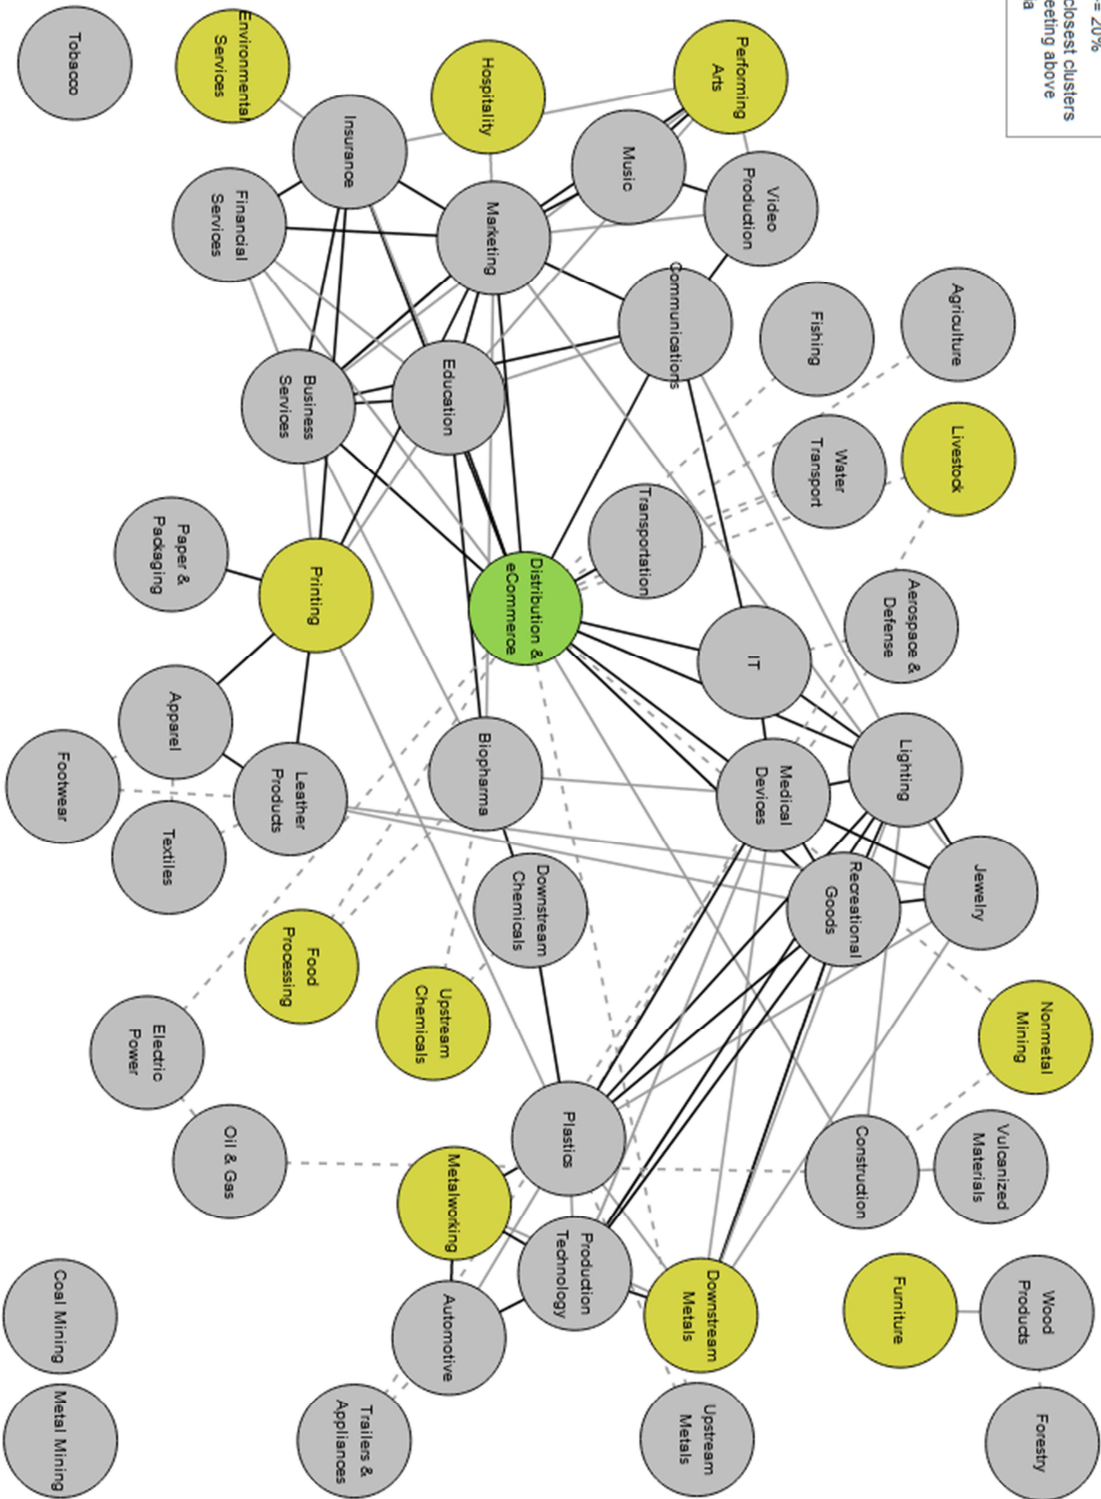 = 20%
closest clusters
eeting above
ia
Forestry
Wood
Products
Furniture
Vulcanized
Materials
Nonmetal
Mining
Construction
Jewelry
Lighting
Recreational
Goods
Medical
Devices
Agriculture
Livestock
Aerospace &
Defense
Fishing
Water
Transport
IT
Transportation
Video
Production
Performing
Arts
Music
Communications
Hospitality
Marketing
Education
Distribution &
eCommerce
Biopharma
Downstream
Chemicals
Plastics
Production
Technology
Downstream
Metals
Upstream
Metals
Metalworking
Automotive
Trailers &
Appliances
Upstream
Chemicals
Food
Processing
Insurance
Environmental
Services
Financial
Services
Business
Services
Printing
Leather
Products
Paper &
Packaging
Apparel
Textiles
Footwear
Electric
Power
Oil & Gas
Tobacco
Coal Mining
Metal Mining